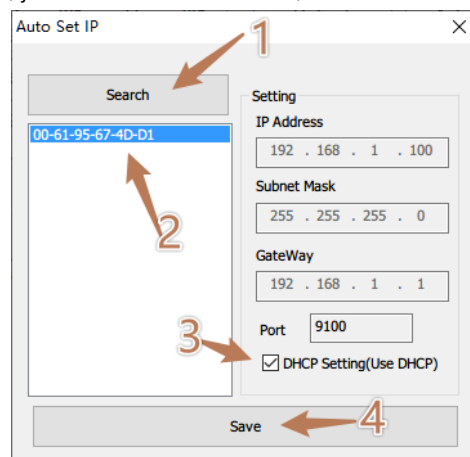 Auto Set IP
1
Search
00-61-95-67-4D-D1
2
Setting
IP Address
192 . 168 . 1 . 100
Subnet Mask
255 . 255 . 255 . 0
GateWay
192 . 168 . 1 . 1
Port 9100
3
DHCP Setting(Use DHCP)
Save
4